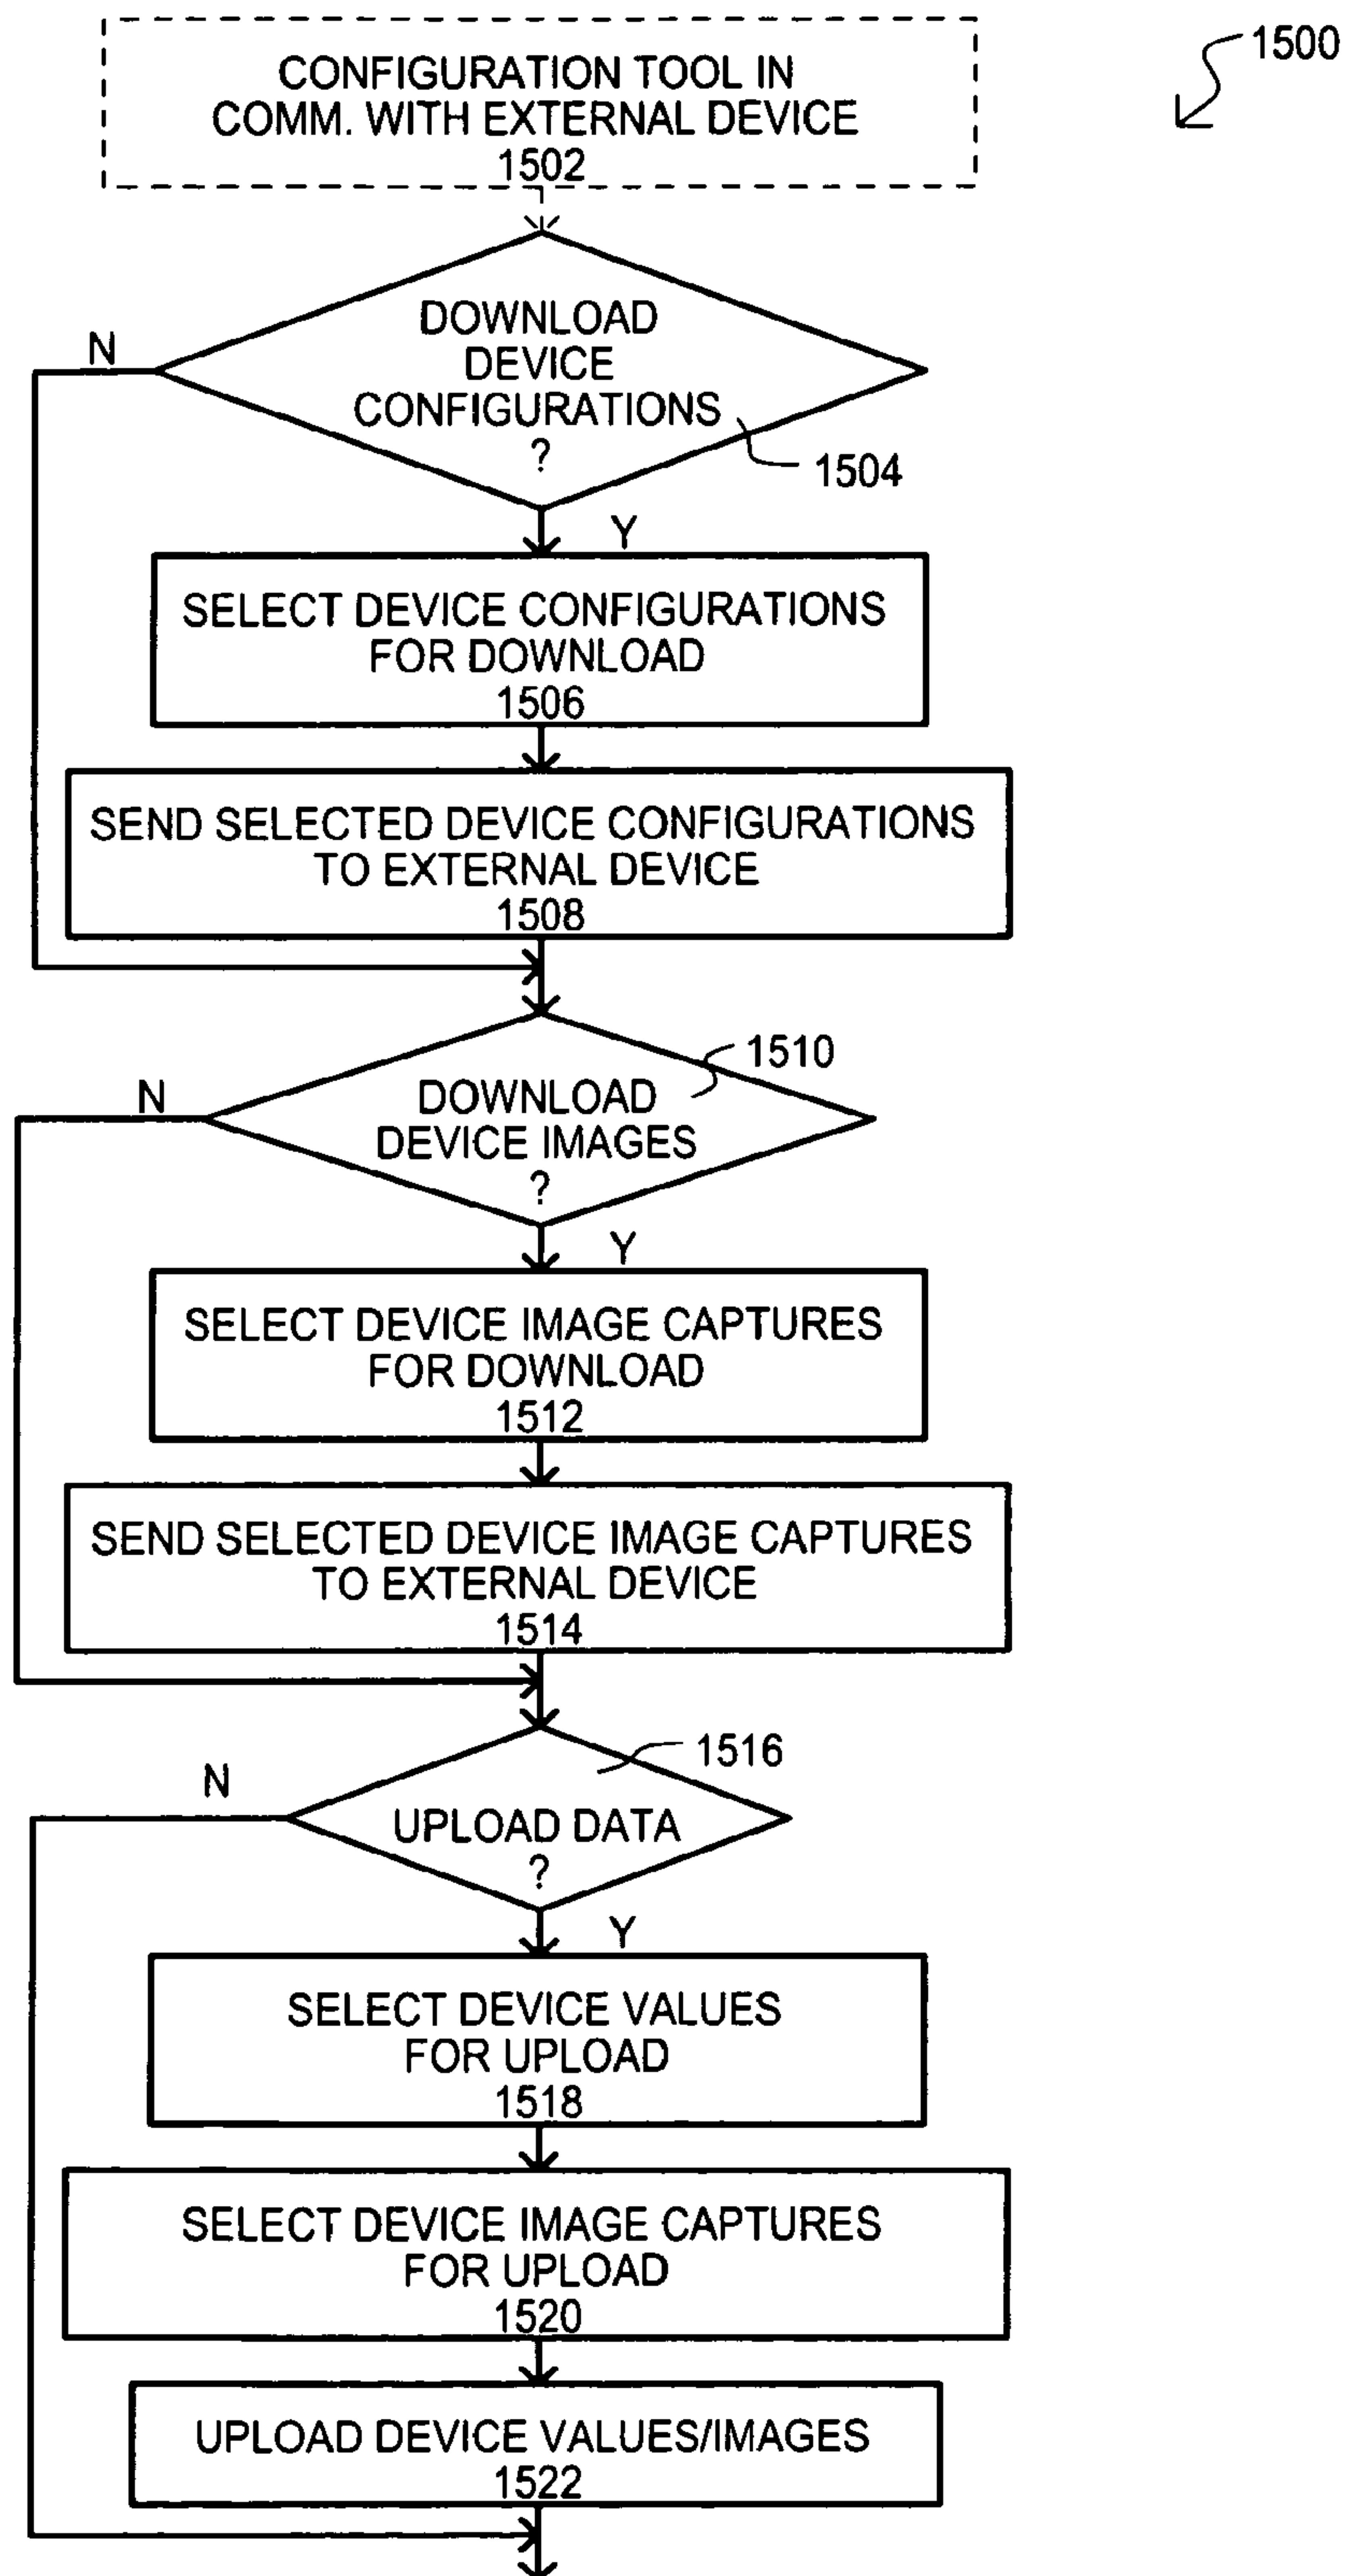 1500
CONFIGURATION TOOL IN
COMM. WITH EXTERNAL DEVICE
1502
DOWNLOAD
DEVICE
CONFIGURATIONS
?
1504
N
Y
SELECT DEVICE CONFIGURATIONS
FOR DOWNLOAD
1506
SEND SELECTED DEVICE CONFIGURATIONS
TO EXTERNAL DEVICE
1508
1510
DOWNLOAD
DEVICE IMAGES
?
N
Y
SELECT DEVICE IMAGE CAPTURES
FOR DOWNLOAD
1512
SEND SELECTED DEVICE IMAGE CAPTURES
TO EXTERNAL DEVICE
1514
1516
N
UPLOAD DATA
?
Y
SELECT DEVICE VALUES
FOR UPLOAD
1518
SELECT DEVICE IMAGE CAPTURES
FOR UPLOAD
1520
UPLOAD DEVICE VALUES/IMAGES
1522